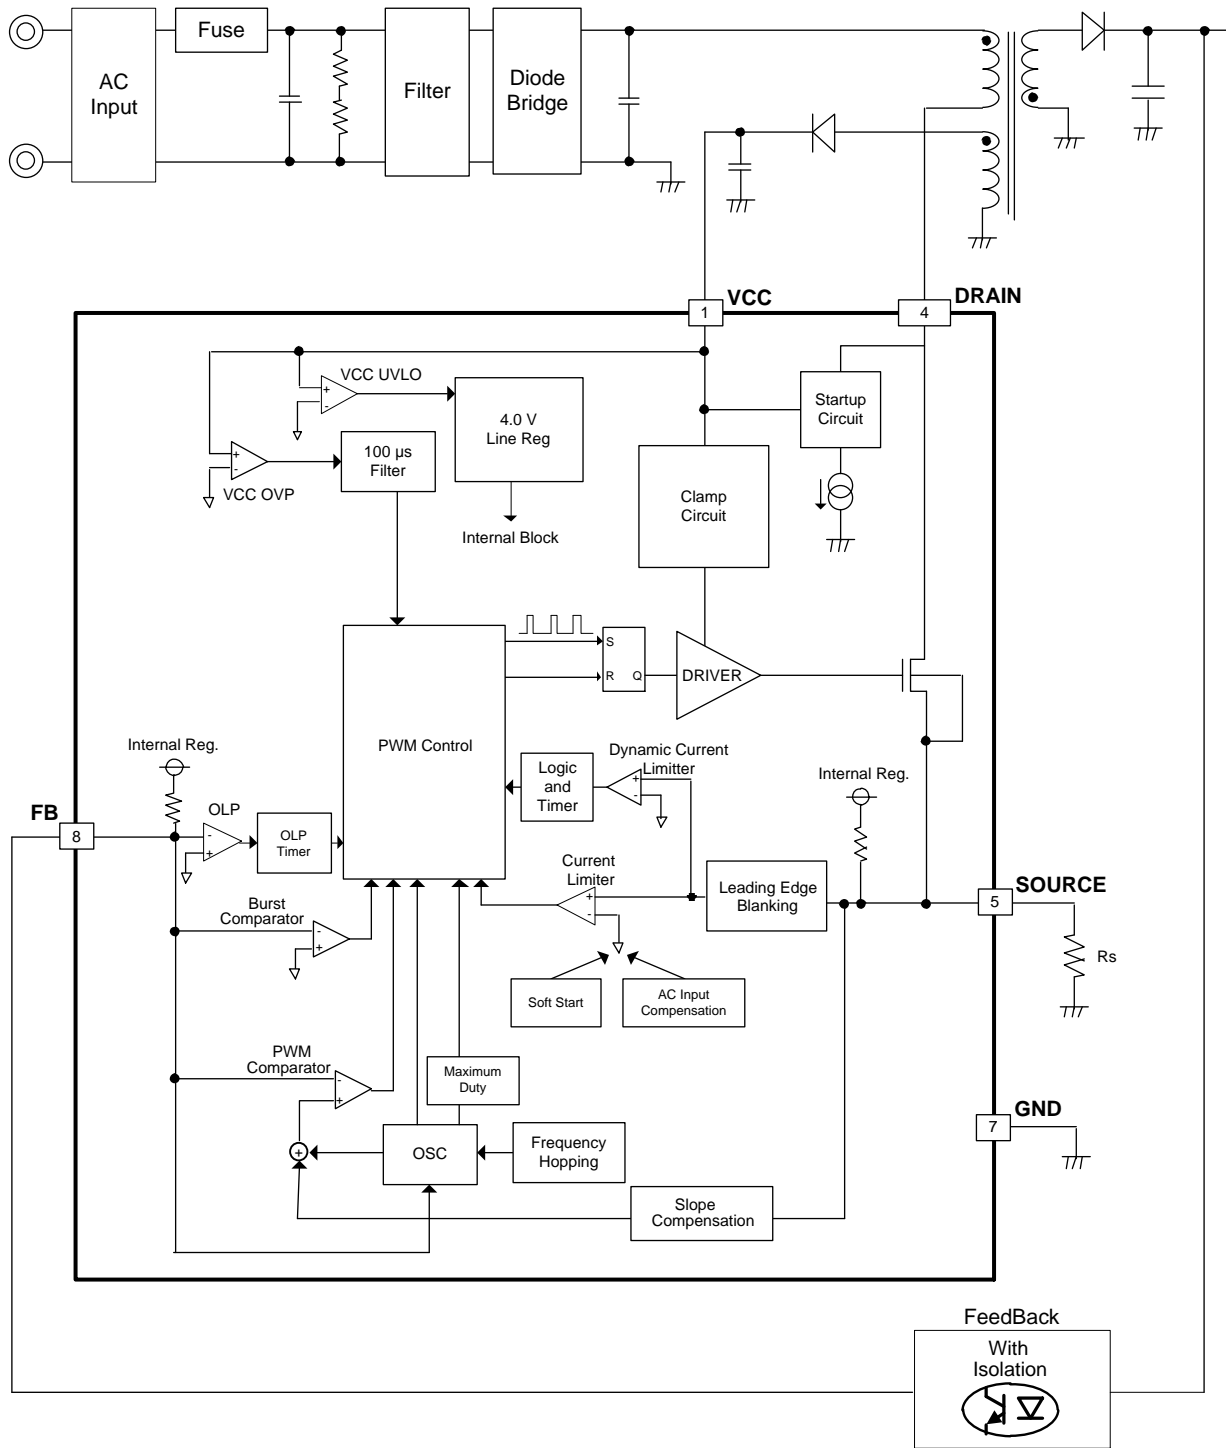 Fuse
AC
Input
Filter
Diode
Bridge
VCC
DRAIN
1
4
VCC UVLO
+
-
4.0 V
Line Reg
Startup
Circuit
+
-
100 µs
Filter
VCC OVP
Clamp
Circuit
Internal Block
S
R
Q
DRIVER
PWM Control
Internal Reg.
Dynamic Current
Limitter
Logic
and
Timer
+
-
Internal Reg.
FB
8
OLP
-
+
OLP
Timer
Current
Limiter
+
-
Leading Edge
Blanking
SOURCE
5
Burst
Comparator
-
+
Rs
Soft Start
AC Input
Compensation
PWM
Comparator
-
+
Maximum
Duty
GND
7
+
OSC
Frequency
Hopping
Slope
Compensation
FeedBack
With
Isolation